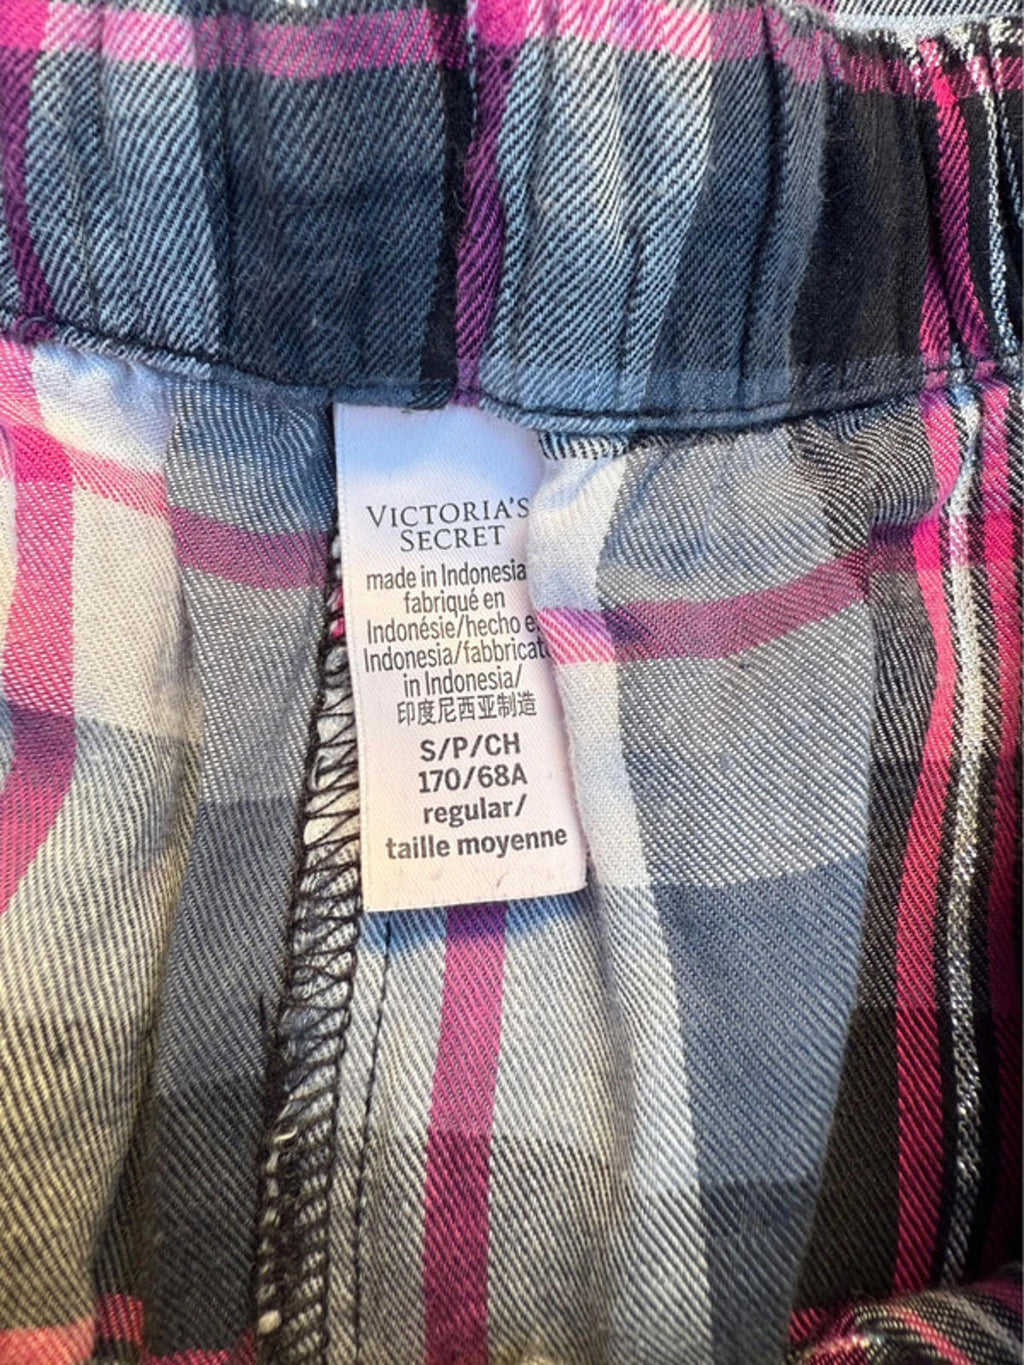 VICTORIA'S
SECRET
made in Indonesia
fabriqué en
Indonésie/hecho e
Indonesia/fabbricat
in Indonesia/
印度尼西亚制造
S/P/CH
170/68A
regular/
taille moyenne